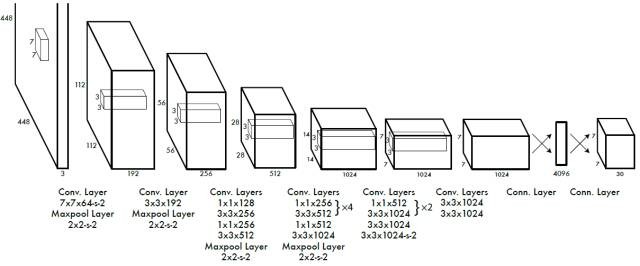 448
7
7
448
3
112
3
3
112
192
56
3
3
56
256
28
3
3
28
512
14
3
3
14
1024
7
3
3
7
1024
7
7
1024
4096
7
7
30
Conv. Layer
7x7x64-s-2
Maxpool Layer
2x2-s-2
Conv. Layer
3x3x192
Maxpool Layer
2x2-s-2
Conv. Layers
1x1x128
3x3x256
1x1x256
3x3x512
Maxpool Layer
2x2-s-2
Conv. Layers
1x1x256
3x3x512
}×4
1x1x512
3x3x1024
Maxpool Layer
2x2-s-2
Conv. Layers
1x1x512
3x3x1024
}×2
3x3x1024
3x3x1024-s-2
Conv. Layers
3x3x1024
3x3x1024
Conn. Layer
Conn. Layer